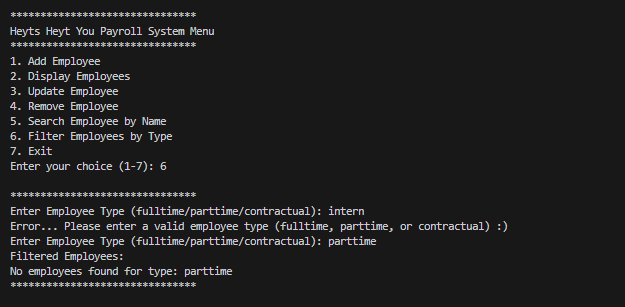 *******************************
Heyts Heyt You Payroll System Menu
*******************************
1. Add Employee
2. Display Employees
3. Update Employee
4. Remove Employee
5. Search Employee by Name
6. Filter Employees by Type
7. Exit
Enter your choice (1-7): 6
*******************************
Enter Employee Type (fulltime/parttime/contractual): intern
Error... Please enter a valid employee type (fulltime, parttime, or contractual) :)
Enter Employee Type (fulltime/parttime/contractual): parttime
Filtered Employees:
No employees found for type: parttime
*******************************